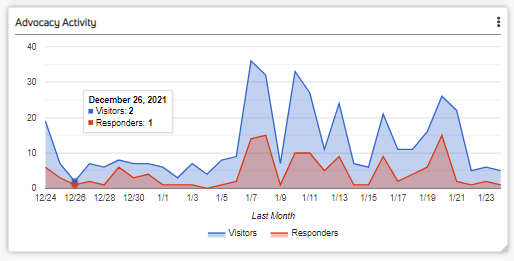 Advocacy Activity
40
30
December 26, 2021
Visitors: 2
Responders: 1
20
10
0
12/24 12/26 12/28 12/30 1/1 1/3 1/5 1/7 1/9 1/11 1/13 1/15 1/17 1/19 1/21 1/23
Last Month
Visitors Responders